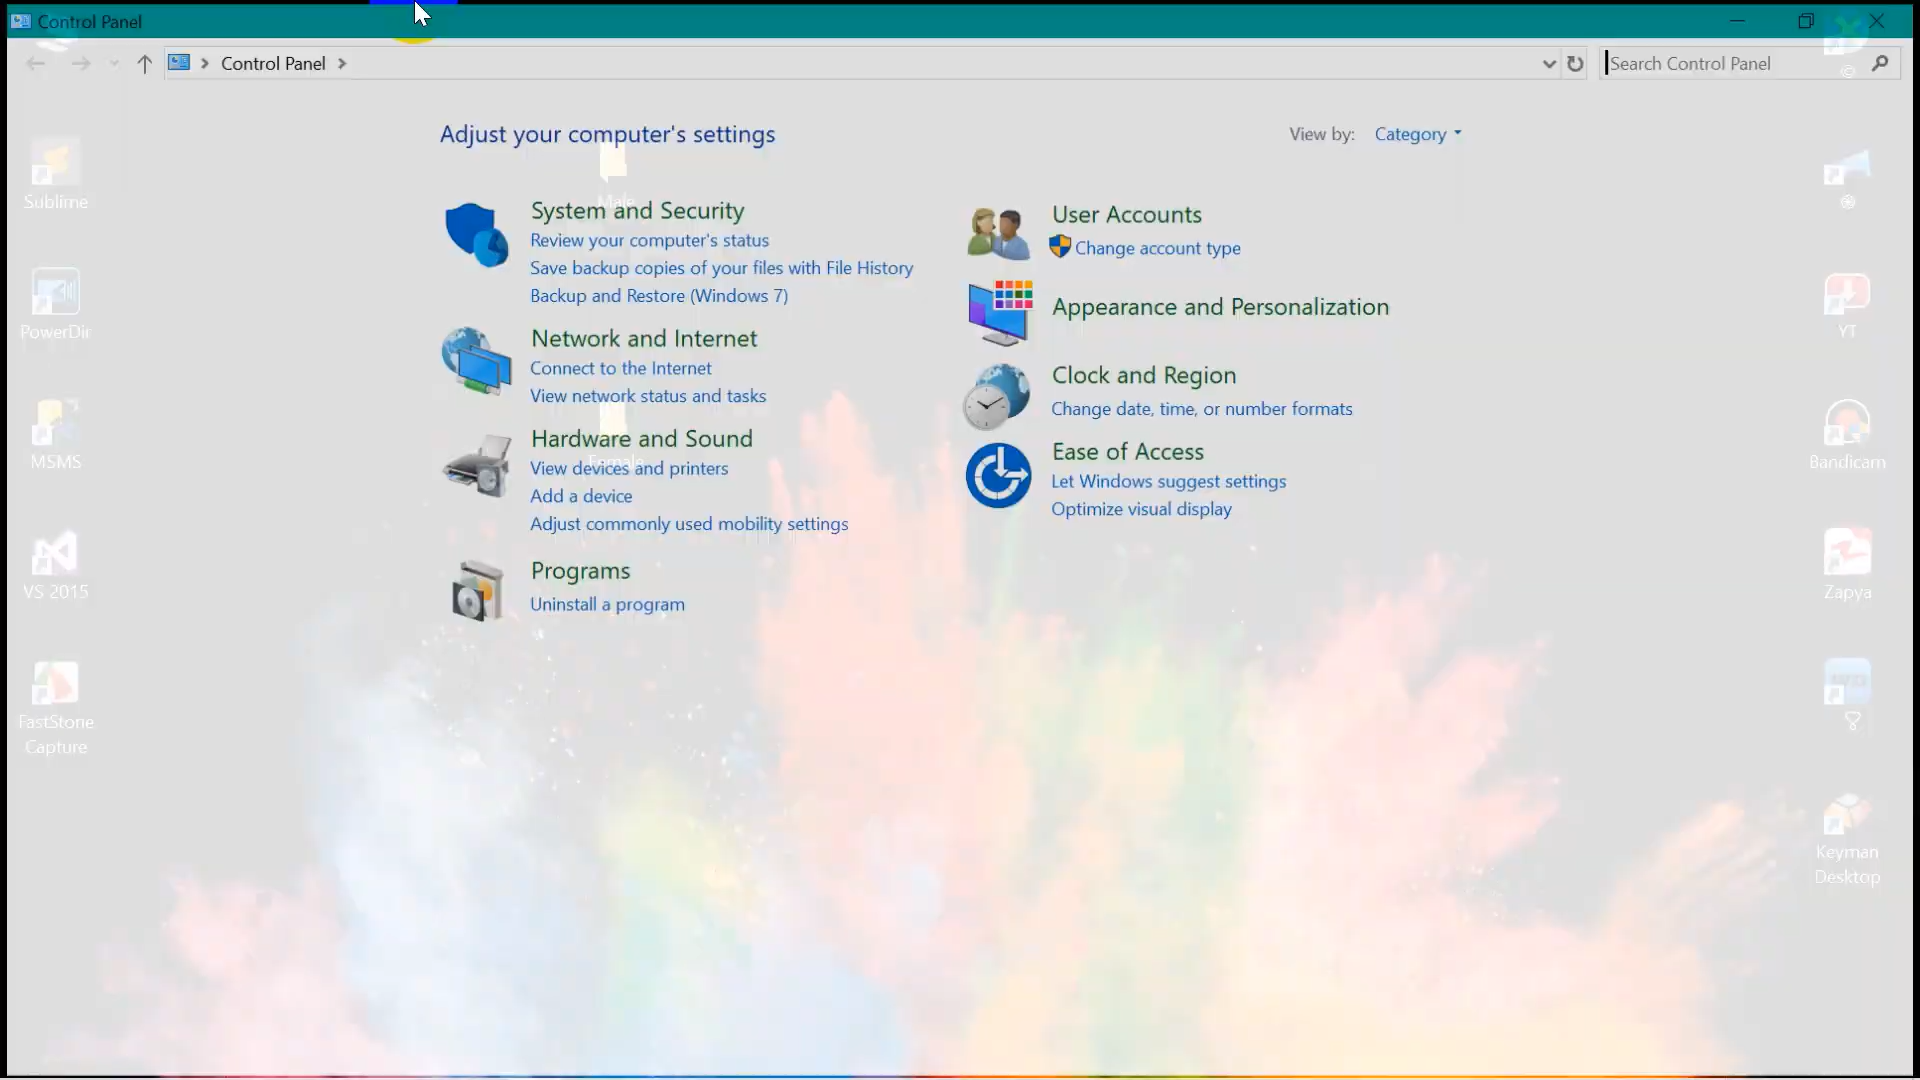 Control Panel
Control Panel
Search Control Panel
Adjust your computer's settings
View by: Category
System and Security
Review your computer's status
Save backup copies of your files with File History
Backup and Restore (Windows 7)
Network and Internet
Connect to the Internet
View network status and tasks
Hardware and Sound
View devices and printers
Add a device
Adjust commonly used mobility settings
Programs
Uninstall a program
User Accounts
Change account type
Appearance and Personalization
Clock and Region
Change date, time, or number formats
Ease of Access
Let Windows suggest settings
Optimize visual display
Sublime
PowerDir
MSMS
VS 2015
FastStone
Capture
Male
Female
YT
Bandicam
Zapya
Keyman
Desktop